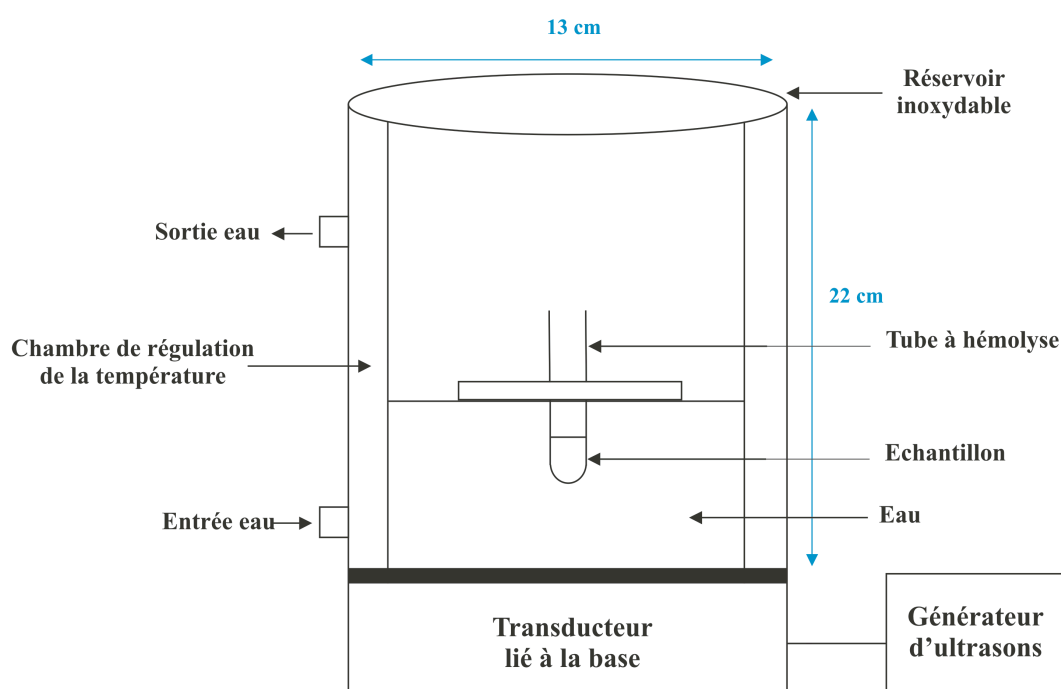 13 cm
Réservoir
inoxydable
Sortie eau
22 cm
Chambre de régulation
de la température
Tube à hémolyse
Echantillon
Entrée eau
Eau
Transducteur
lié à la base
Générateur
d’ultrasons